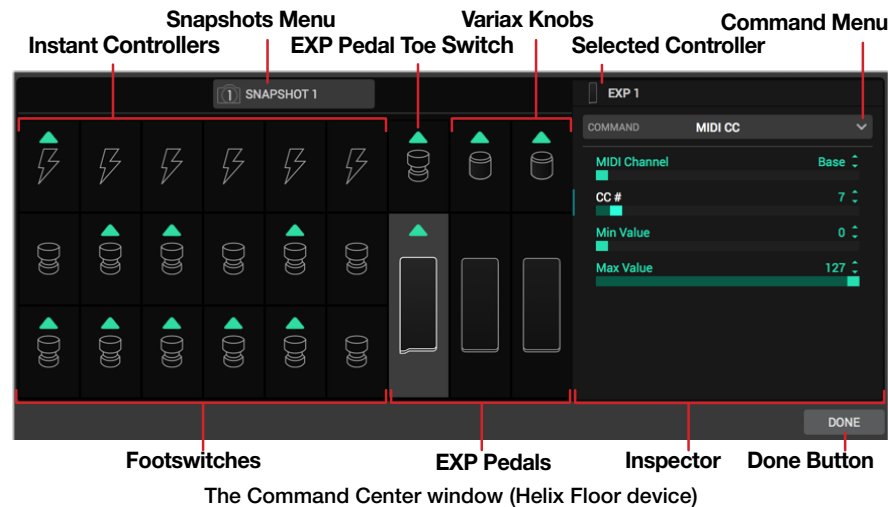 Snapshots Menu
Variax Knobs
Command Menu
Instant Controllers
EXP Pedal Toe Switch
Selected Controller
1 SNAPSHOT 1
EXP 1
COMMAND MIDI CC
MIDI Channel Base
CC # 7
Min Value 0
Max Value 127
DONE
Footswitches
EXP Pedals
Inspector
Done Button
The Command Center window (Helix Floor device)